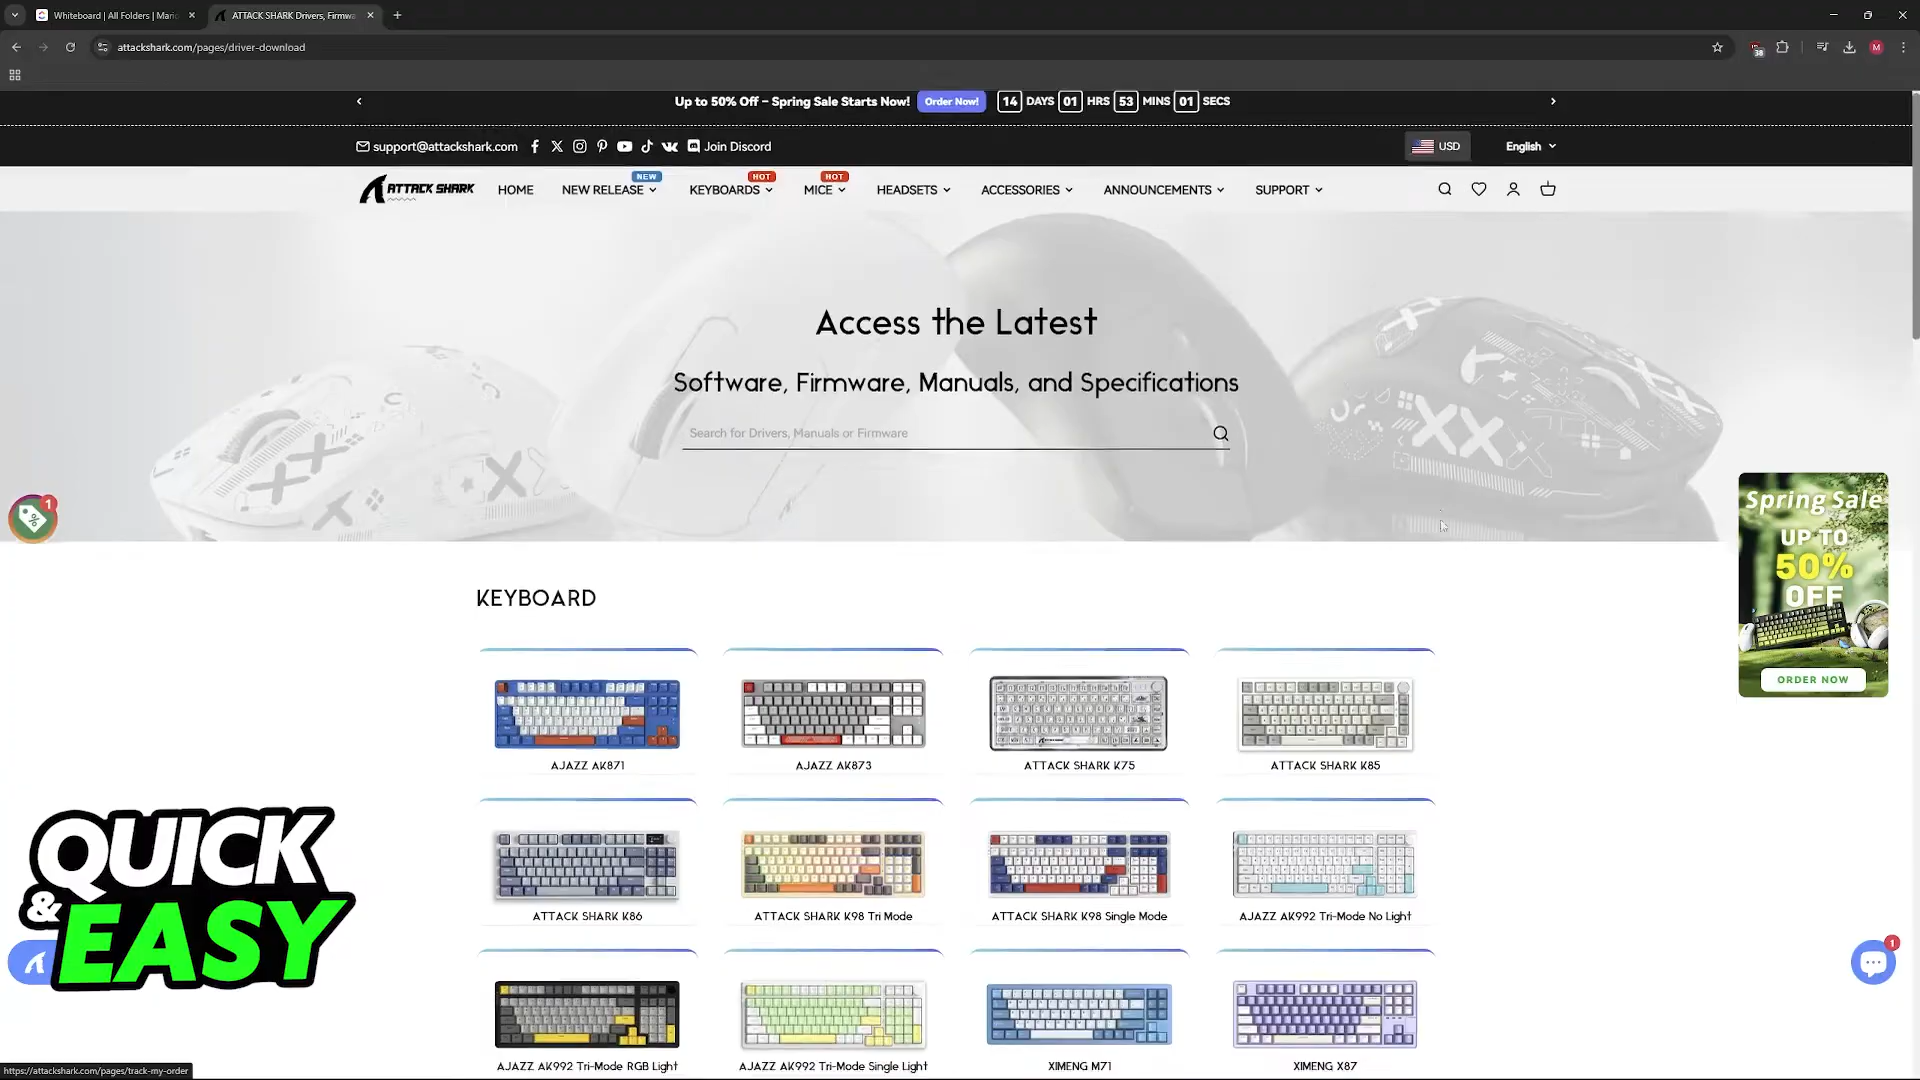 Whiteboard | All Folders | Mario
ATTACK SHARK Drivers, Firmwa
attackshark.com/pages/driver-download
38
M
Up to 50% Off – Spring Sale Starts Now! Order Now! 14 DAYS 01 HRS 53 MINS 01 SECS
support@attackshark.com Join Discord USD English
NEW HOT HOT
ATTACK SHARK HOME NEW RELEASE KEYBOARDS MICE HEADSETS ACCESSORIES ANNOUNCEMENTS SUPPORT
Access the Latest
Software, Firmware, Manuals, and Specifications
Search for Drivers, Manuals or Firmware
1
Spring Sale
UP TO
50%
OFF
ORDER NOW
KEYBOARD
AJAZZ AK871 AJAZZ AK873 ATTACK SHARK K75 ATTACK SHARK K85
ATTACK SHARK K86 ATTACK SHARK K98 Tri Mode ATTACK SHARK K98 Single Mode AJAZZ AK992 Tri-Mode No Light
QUICK
& EASY
1
AJAZZ AK992 Tri-Mode RGB Light AJAZZ AK992 Tri-Mode Single Light XIMENG M71 XIMENG X87
https://attackshark.com/pages/track-my-order